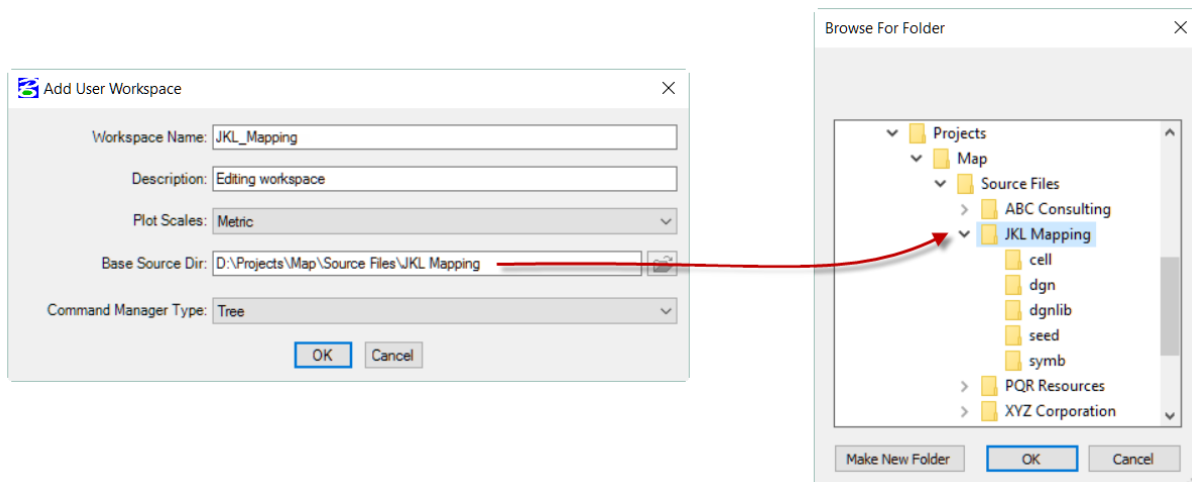 Add User Workspace
Workspace Name: JKL_Mapping
Description: Editing workspace
Plot Scales: Metric
Base Source Dir: D:\Projects\Map\Source Files\JKL Mapping
Command Manager Type: Tree
OK Cancel
Browse For Folder
Projects
Map
Source Files
ABC Consulting
JKL Mapping
cell
dgn
dgnlib
seed
symb
PQR Resources
XYZ Corporation
Make New Folder OK Cancel